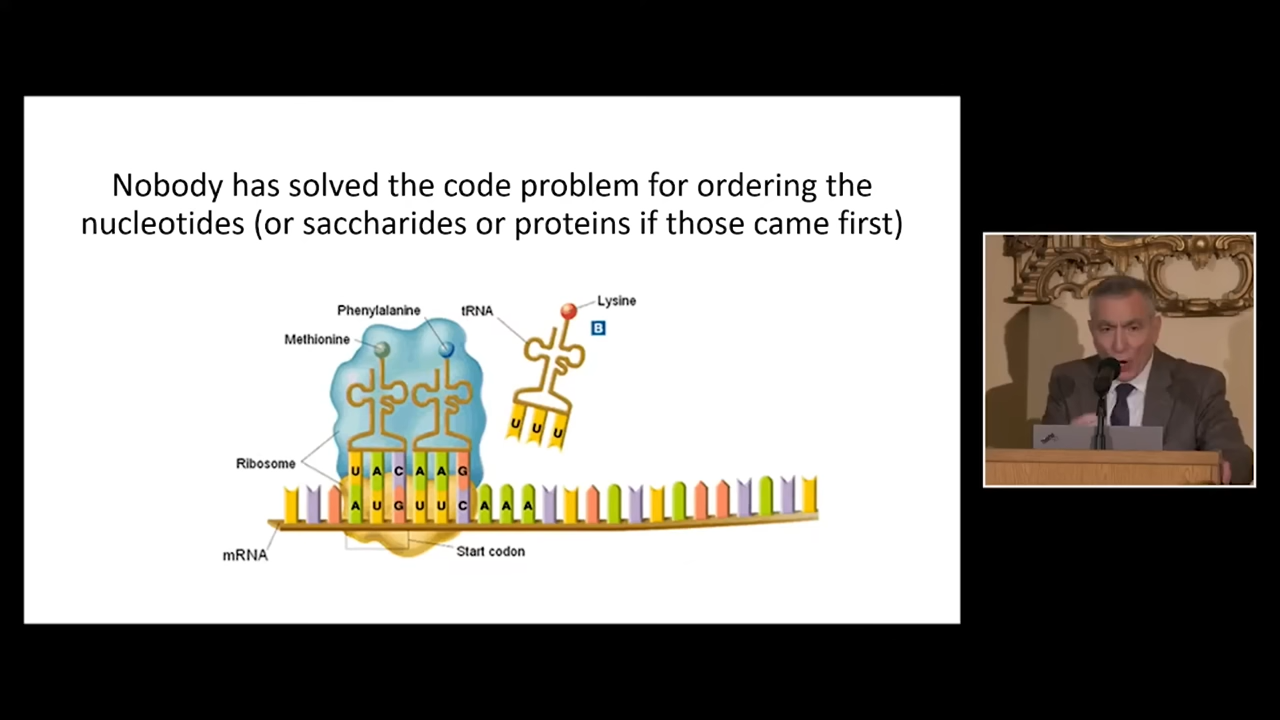 Nobody has solved the code problem for ordering the
nucleotides (or saccharides or proteins if those came first)
Phenylalanine
tRNA
Lysine
B
Methionine
U U U
Ribosome
U A C A A G
A U G U U C A A A
mRNA
Start codon